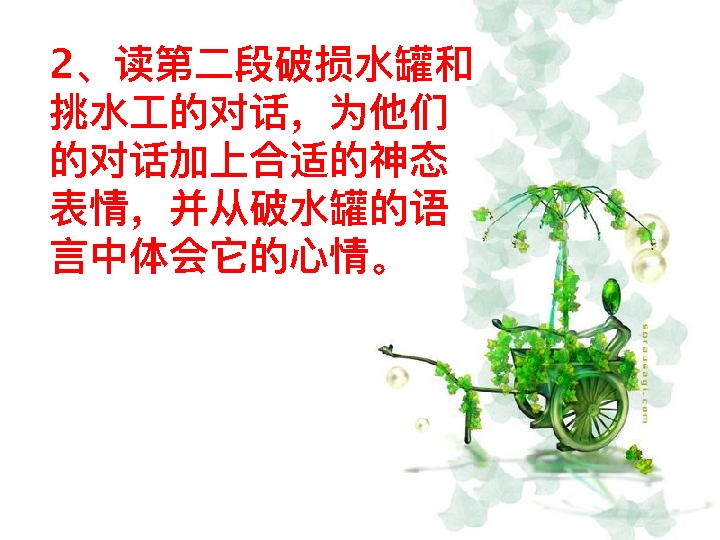 2、读第二段破损水罐和
挑水工的对话，为他们
的对话加上合适的神态
表情，并从破水罐的语
言中体会它的心情。
sorausagi.com